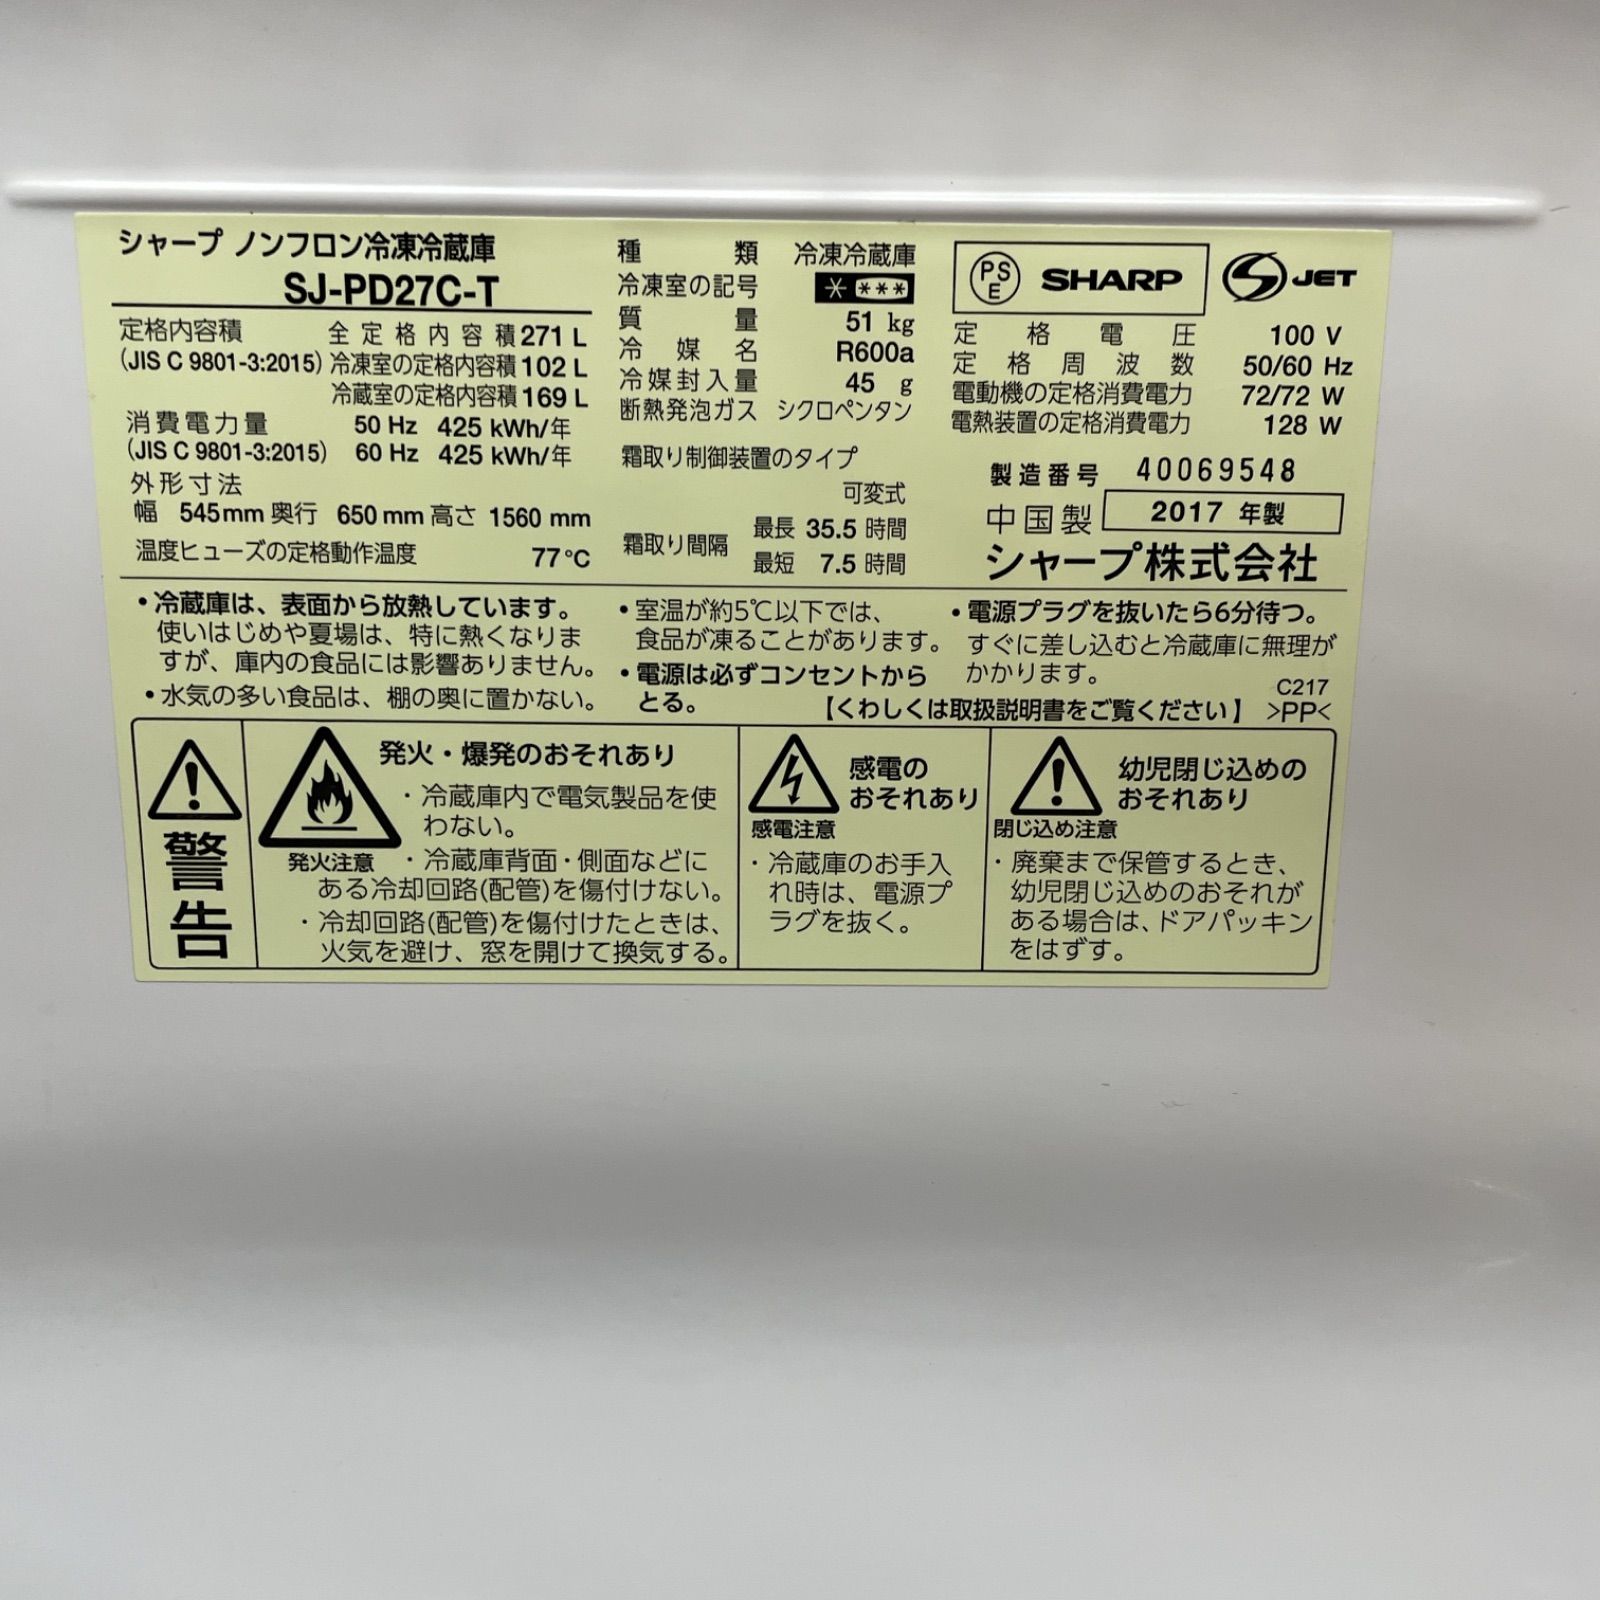 シャープ ノンフロン冷凍冷蔵庫
SJ-PD27C-T
定格内容積 全定格内容積 271 L
(JIS C 9801-3:2015) 冷凍室の定格内容積 102 L
冷蔵室の定格内容積 169 L
消費電力量 50 Hz 425 kWh/年
(JIS C 9801-3:2015) 60 Hz 425 kWh/年
外形寸法
幅 545mm 奥行 650mm 高さ 1560 mm
温度ヒューズの定格動作温度 77℃
種類 冷凍冷蔵庫
冷凍室の記号 * ***
質量 51 kg
冷媒名 R600a
冷媒封入量 45 g
断熱発泡ガス シクロペンタン
霜取り制御装置のタイプ
可変式
霜取り間隔 最長 35.5 時間
最短 7.5 時間
PSE SHARP S JET
定格電圧 100 V
定格周波数 50/60 Hz
電動機の定格消費電力 72/72 W
電熱装置の定格消費電力 128 W
製造番号 40069548
中国製 2017 年製
シャープ株式会社
・冷蔵庫は、表面から放熱しています。
使いはじめや夏場は、特に熱くなりま
すが、庫内の食品には影響ありません。
・水気の多い食品は、棚の奥に置かない。
・室温が約5℃以下では、
食品が凍ることがあります。
・電源は必ずコンセントから
とる。
・電源プラグを抜いたら6分待つ。
すぐに差し込むと冷蔵庫に無理が
かかります。
C217
【くわしくは取扱説明書をご覧ください】 >PP<
警告
発火・爆発のおそれあり
発火注意
・冷蔵庫内で電気製品を使
わない。
・冷蔵庫背面・側面などに
ある冷却回路(配管)を傷付けない。
・冷却回路(配管)を傷付けたときは、
火気を避け、窓を開けて換気する。
感電の
おそれあり
感電注意
・冷蔵庫のお手入
れ時は、電源プ
ラグを抜く。
幼児閉じ込めの
おそれあり
閉じ込め注意
・廃棄まで保管するとき、
幼児閉じ込めのおそれが
ある場合は、ドアパッキン
をはずす。